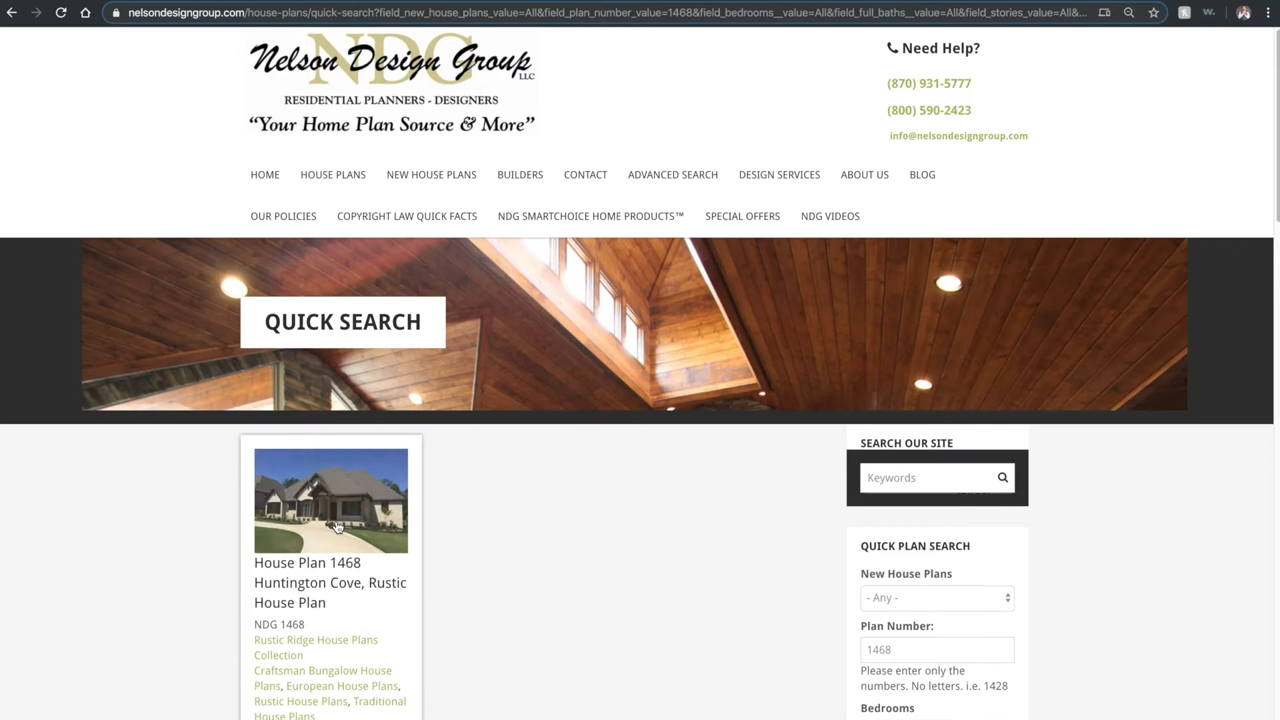 nelsondesigngroup.com/house-plans/quick-search?field_new_house_plans_value=All&field_plan_number_value=1468&field_bedrooms__value=All&field_full_baths__value=All&field_stories_value=All&...
NDG
Nelson Design Group
LLC
RESIDENTIAL PLANNERS - DESIGNERS
"Your Home Plan Source & More"
Need Help?
(870) 931-5777
(800) 590-2423
info@nelsondesigngroup.com
HOME HOUSE PLANS NEW HOUSE PLANS BUILDERS CONTACT ADVANCED SEARCH DESIGN SERVICES ABOUT US BLOG
OUR POLICIES COPYRIGHT LAW QUICK FACTS NDG SMARTCHOICE HOME PRODUCTS™ SPECIAL OFFERS NDG VIDEOS
QUICK SEARCH
House Plan 1468
Huntington Cove, Rustic
House Plan
NDG 1468
Rustic Ridge House Plans
Collection
Craftsman Bungalow House
Plans, European House Plans,
Rustic House Plans, Traditional
House Plans
SEARCH OUR SITE
Keywords
QUICK PLAN SEARCH
New House Plans
- Any -
Plan Number:
1468
Please enter only the
numbers. No letters. i.e. 1428
Bedrooms